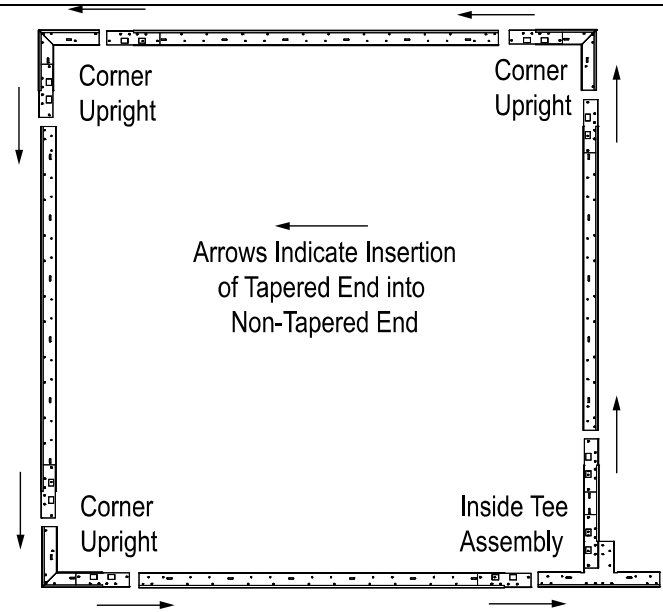 Corner
Upright
Corner
Upright
Arrows Indicate Insertion
of Tapered End into
Non-Tapered End
Corner
Upright
Inside Tee
Assembly